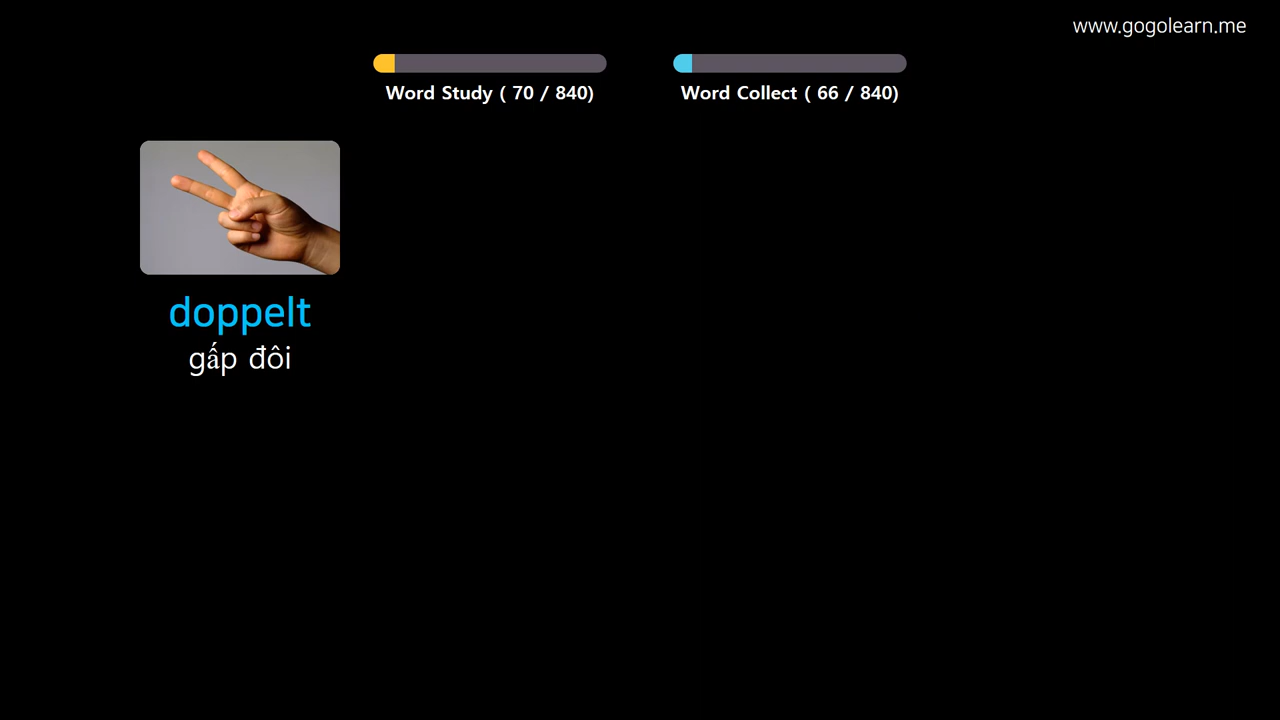 www.gogolearn.me
Word Study ( 70 / 840)
Word Collect ( 66 / 840)
doppelt
gấp đôi